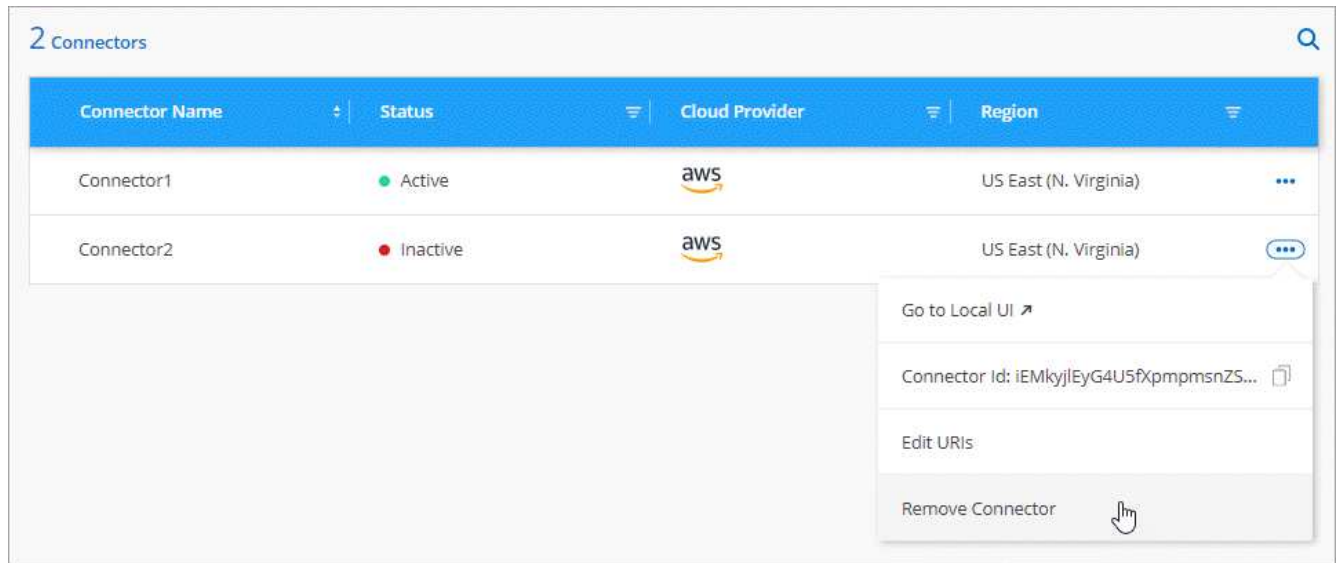 2 Connectors
Connector Name Status Cloud Provider Region
Connector1 Active aws US East (N. Virginia)
Connector2 Inactive aws US East (N. Virginia)
Go to Local UI
Connector Id: iEMkyjlEyG4U5fXpmpmsnZS...
Edit URIs
Remove Connector